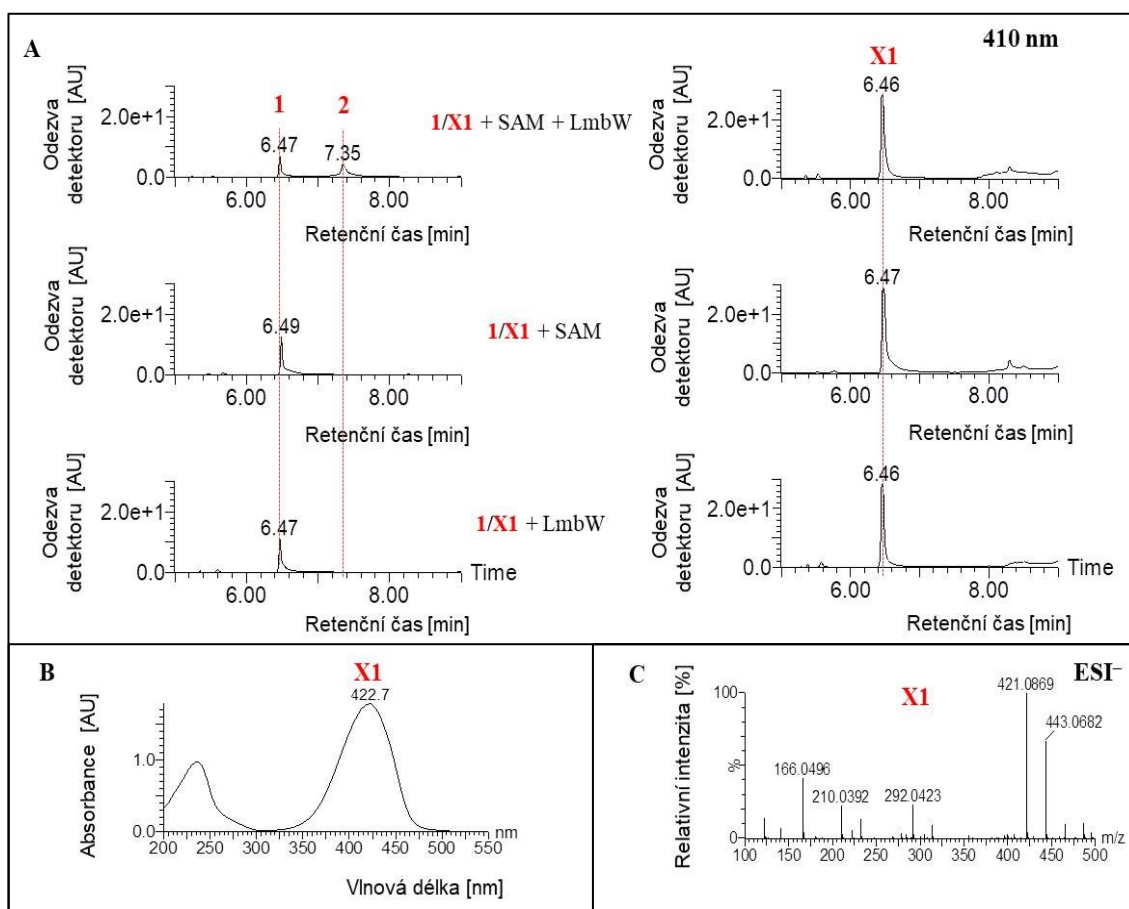 A
410 nm
Odezva
detektoru [AU]
2.0e+1
0.0
1
2
6.47
7.35
6.00
8.00
Retenční čas [min]
1/X1 + SAM + LmbW
Odezva
detektoru [AU]
2.0e+1
0.0
X1
6.46
6.00
8.00
Retenční čas [min]
Odezva
detektoru [AU]
2.0e+1
0.0
6.49
6.00
8.00
Retenční čas [min]
1/X1 + SAM
Odezva
detektoru [AU]
2.0e+1
0.0
6.47
6.00
8.00
Retenční čas [min]
Odezva
detektoru [AU]
2.0e+1
0.0
6.47
6.00
8.00
Time
Retenční čas [min]
1/X1 + LmbW
Odezva
detektoru [AU]
2.0e+1
0.0
6.46
6.00
8.00
Time
Retenční čas [min]
B
X1
422.7
Absorbance [AU]
1.0
200 250 300 350 400 450 500 550
nm
Vlnová délka [nm]
C
ESI⁻
X1
Relativní intenzita [%]
100
%
0
166.0496
210.0392
292.0423
421.0869
443.0682
100 150 200 250 300 350 400 450 500
m/z